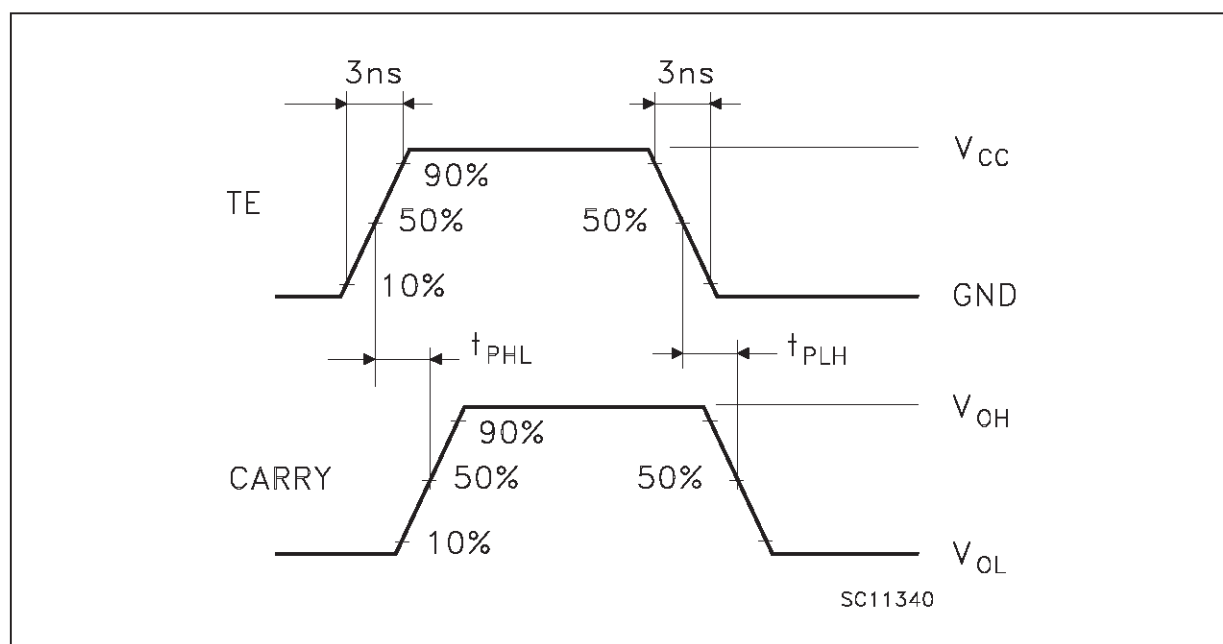 3ns 3ns
V_CC
90%
TE 50% 50%
10% GND
t_PHL t_PLH
V_OH
90%
CARRY 50% 50%
10%
V_OL
SC11340